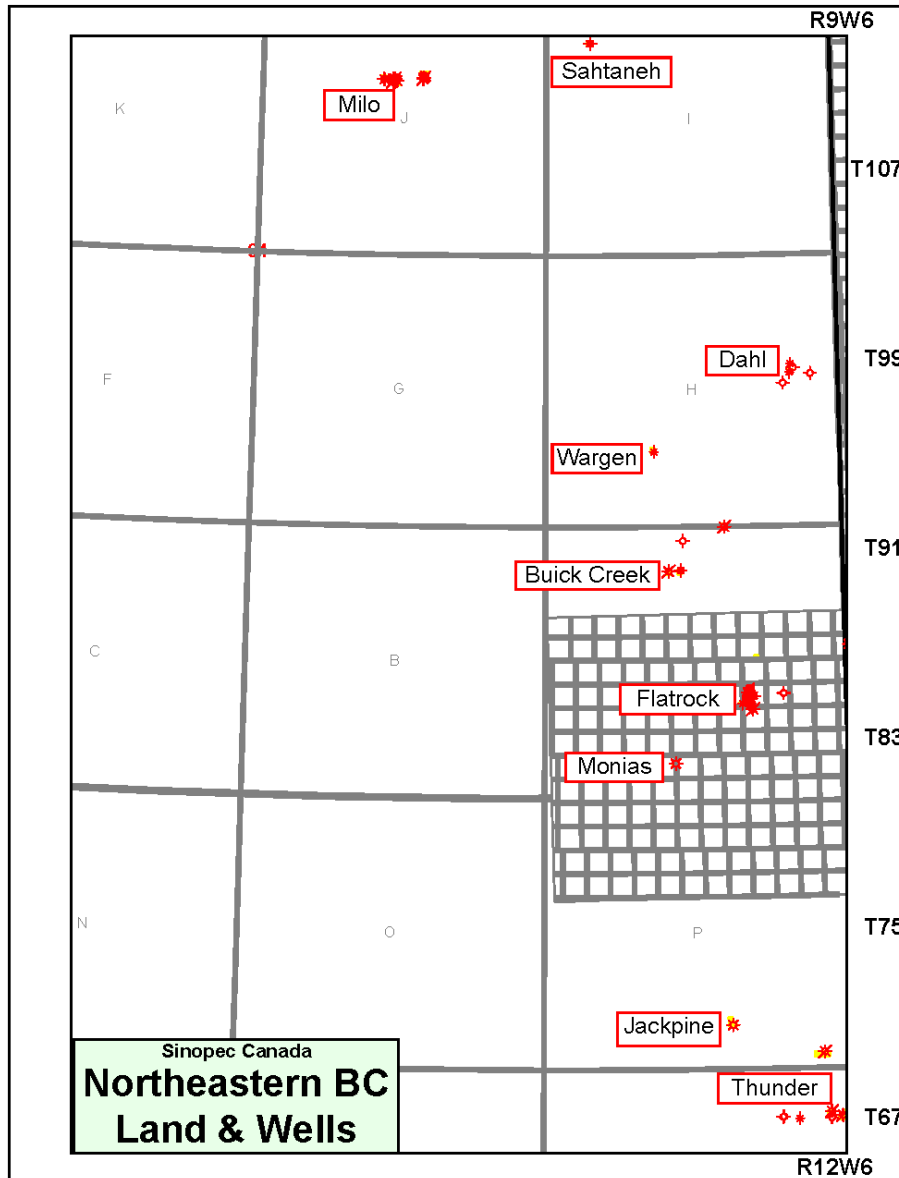 R9W6
Sahtaneh
Milo
K
J
I
T107
94
Dahl
T99
F
G
H
Wargen
T91
Buick Creek
C
B
Flatrock
T83
Monias
N
O
P
T75
Jackpine
Sinopec Canada
Northeastern BC
Land & Wells
Thunder
T67
R12W6